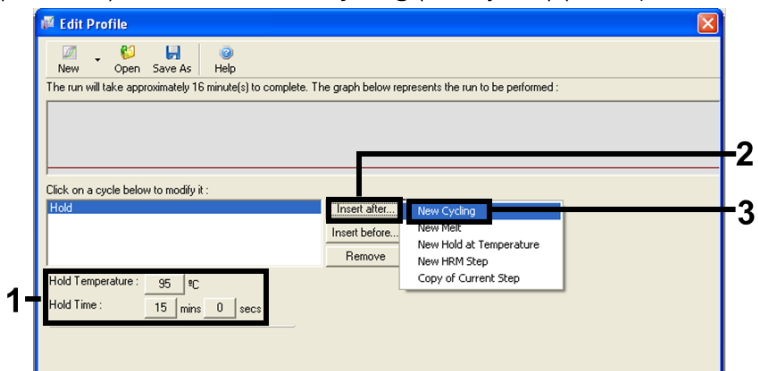 Edit Profile
New Open Save As Help
The run will take approximately 16 minute(s) to complete. The graph below represents the run to be performed :
2
Click on a cycle below to modify it :
Hold
Insert after...
New Cycling
3
Insert before...
New Melt
New Hold at Temperature
Remove
New HRM Step
Copy of Current Step
1
Hold Temperature : 95 ºC
Hold Time : 15 mins 0 secs